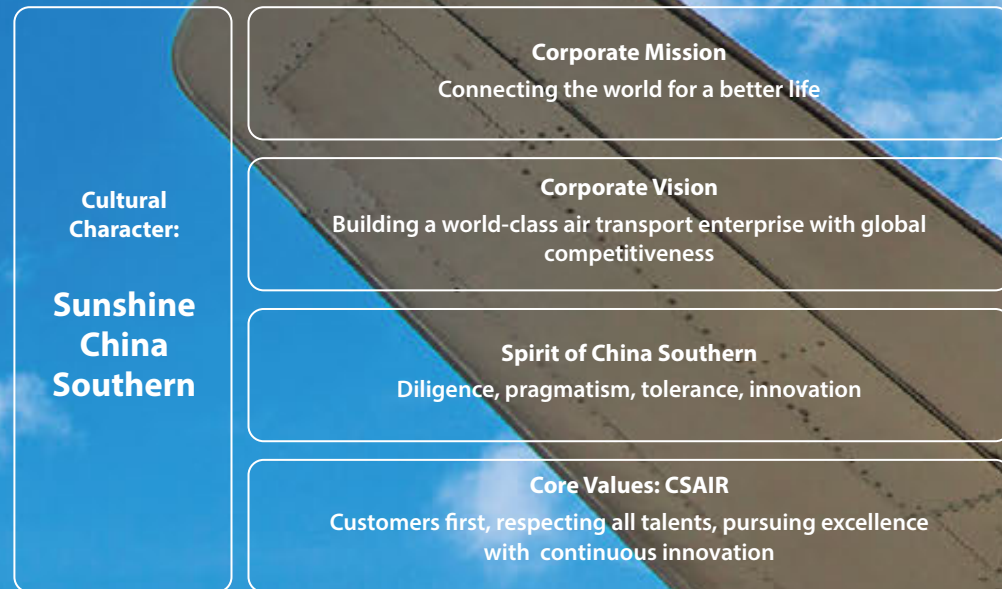 Cultural
Character:
Sunshine
China
Southern
Corporate Mission
Connecting the world for a better life
Corporate Vision
Building a world-class air transport enterprise with global
competitiveness
Spirit of China Southern
Diligence, pragmatism, tolerance, innovation
Core Values: CSAIR
Customers first, respecting all talents, pursuing excellence
with continuous innovation